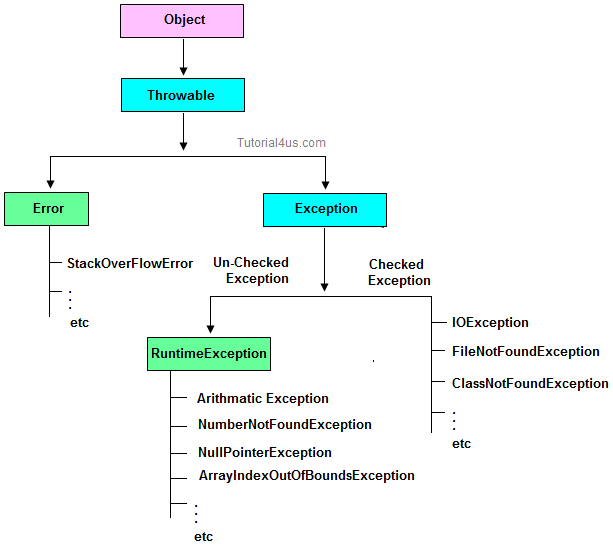 Object
Throwable
Tutorial4us.com
Error
Exception
StackOverFlowError
.
.
.
etc
Un-Checked
Exception
Checked
Exception
RuntimeException
Arithmatic Exception
NumberNotFoundException
NullPointerException
ArrayIndexOutOfBoundsException
.
.
.
etc
IOException
FileNotFoundException
ClassNotFoundException
.
.
.
etc